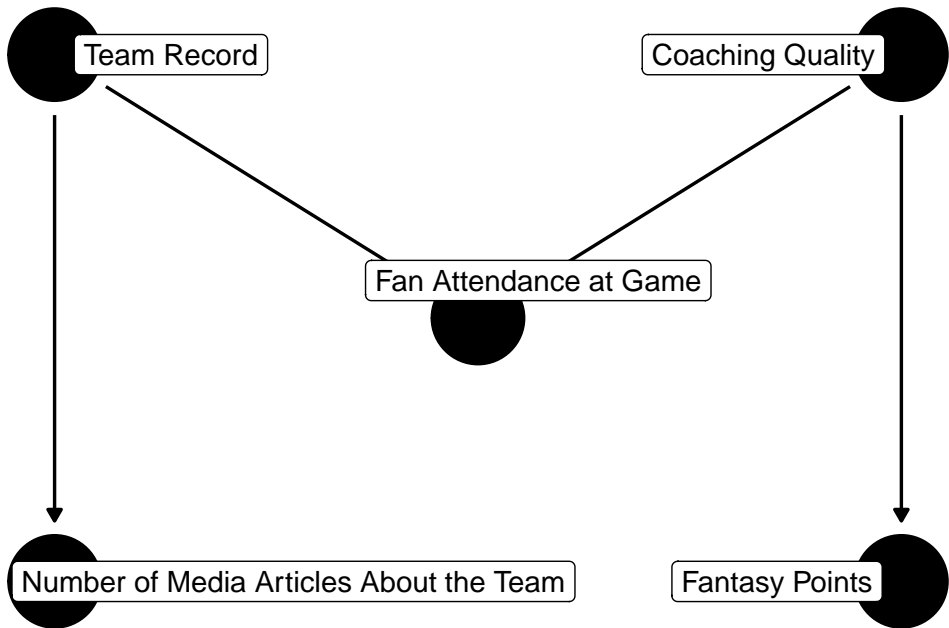 Team Record
Coaching Quality
Fan Attendance at Game
Number of Media Articles About the Team
Fantasy Points